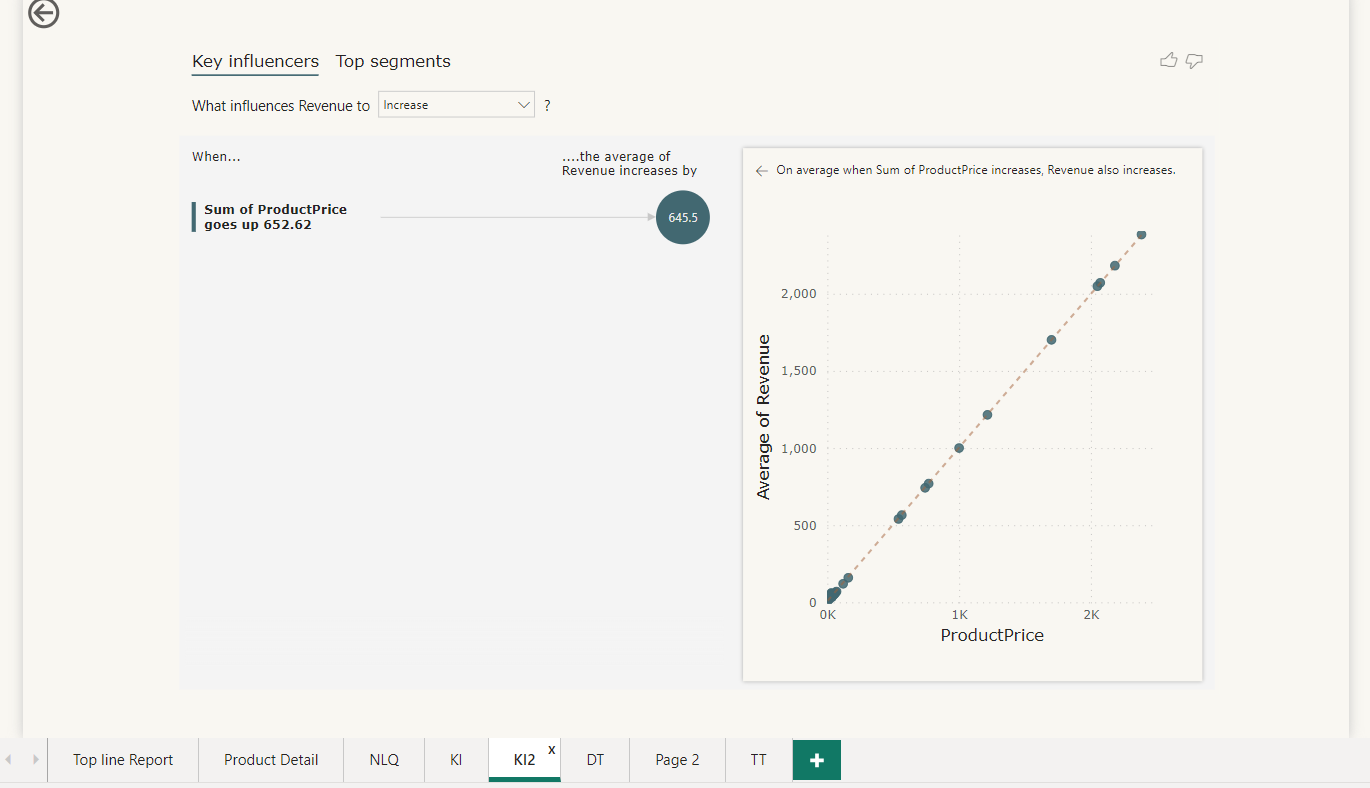 Key influencers Top segments
What influences Revenue to Increase ?
When...
....the average of
Revenue increases by
Sum of ProductPrice
goes up 652.62
645.5
On average when Sum of ProductPrice increases, Revenue also increases.
Average of Revenue
2,000
1,500
1,000
500
0
0K 1K 2K
ProductPrice
Top line Report Product Detail NLQ KI KI2 x DT Page 2 TT +